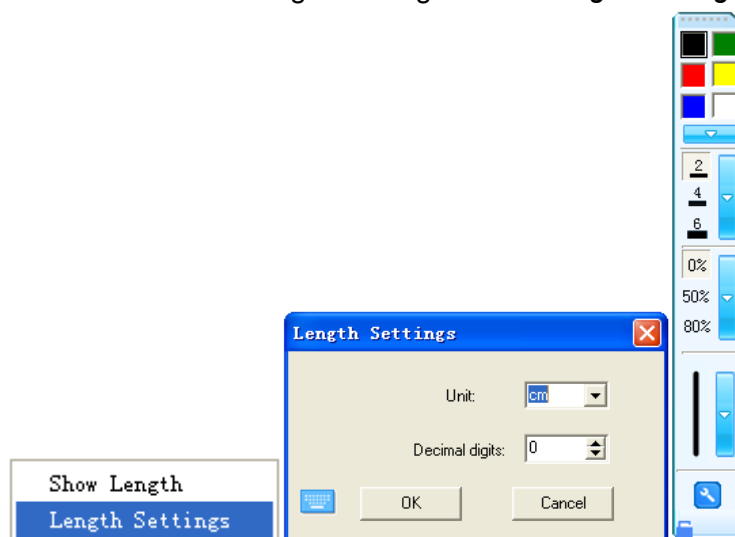 2
4
6
0%
50%
80%
Length Settings
Unit: cm
Decimal digits: 0
OK Cancel
Show Length
Length Settings